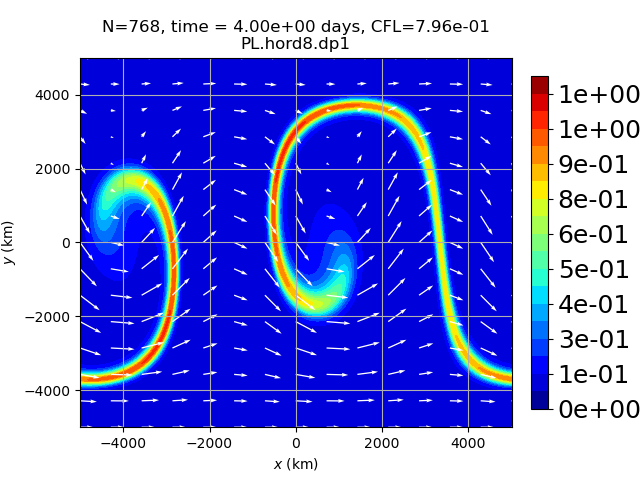 N=768, time = 4.00e+00 days, CFL=7.96e-01
PL.hord8.dp1
4000
2000
0
−2000
−4000
y (km)
−4000
−2000
0
2000
4000
x (km)
1e+00
1e+00
9e-01
8e-01
6e-01
5e-01
4e-01
3e-01
1e-01
0e+00